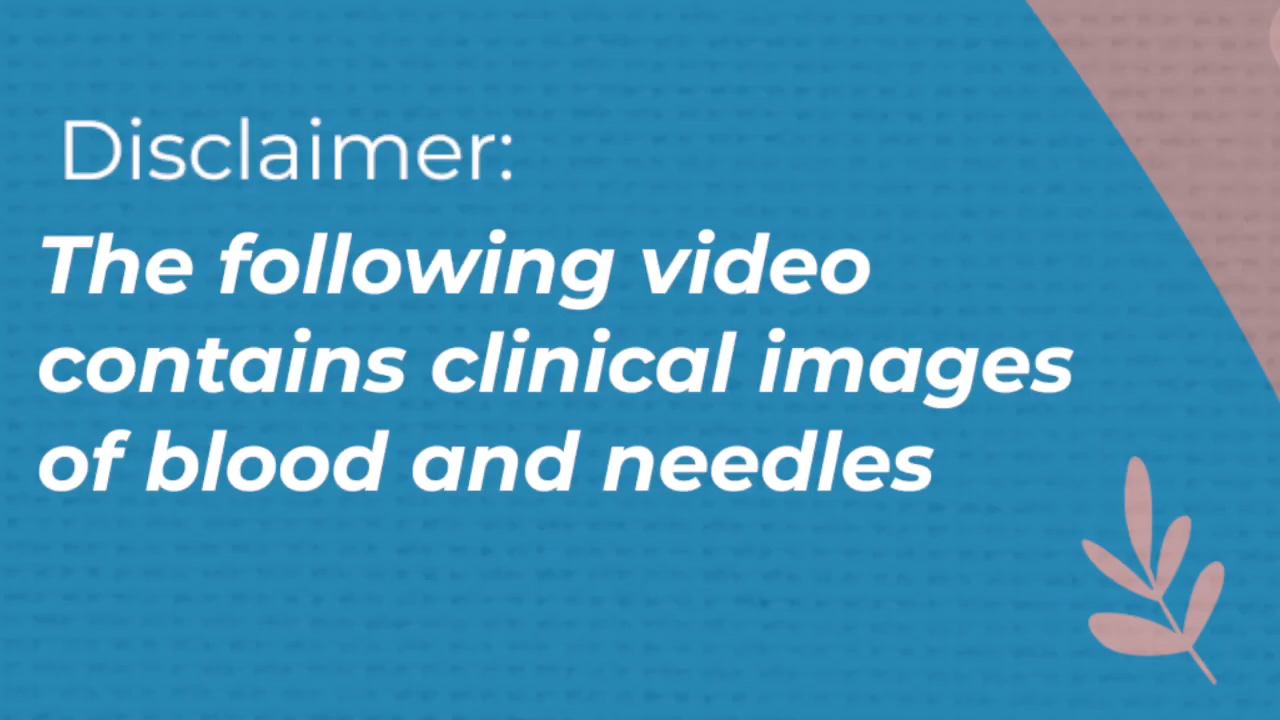 Disclaimer:
The following video
contains clinical images
of blood and needles